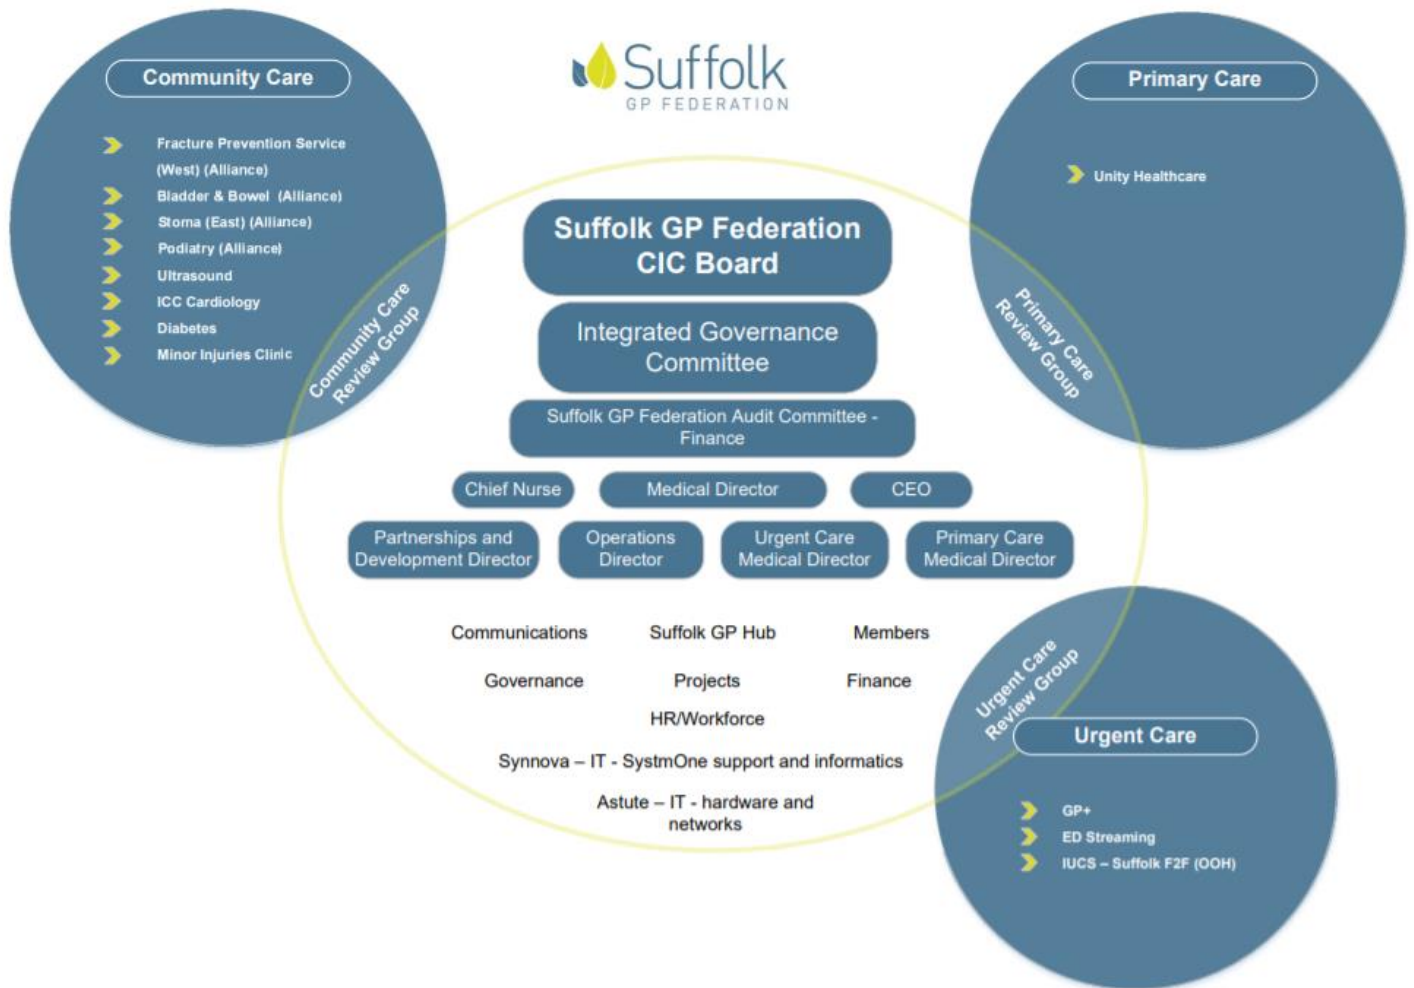 Suffolk
GP FEDERATION
Community Care
Fracture Prevention Service
(West) (Alliance)
Bladder & Bowel (Alliance)
Stoma (East) (Alliance)
Podiatry (Alliance)
Ultrasound
ICC Cardiology
Diabetes
Minor Injuries Clinic
Community Care
Review Group
Primary Care
Unity Healthcare
Primary Care
Review Group
Suffolk GP Federation
CIC Board
Integrated Governance
Committee
Suffolk GP Federation Audit Committee -
Finance
Chief Nurse
Medical Director
CEO
Partnerships and
Development Director
Operations
Director
Urgent Care
Medical Director
Primary Care
Medical Director
Communications
Suffolk GP Hub
Members
Governance
Projects
Finance
HR/Workforce
Synnova – IT - SystmOne support and informatics
Astute – IT - hardware and
networks
Urgent Care
Review Group
Urgent Care
GP+
ED Streaming
IUCS – Suffolk F2F (OOH)